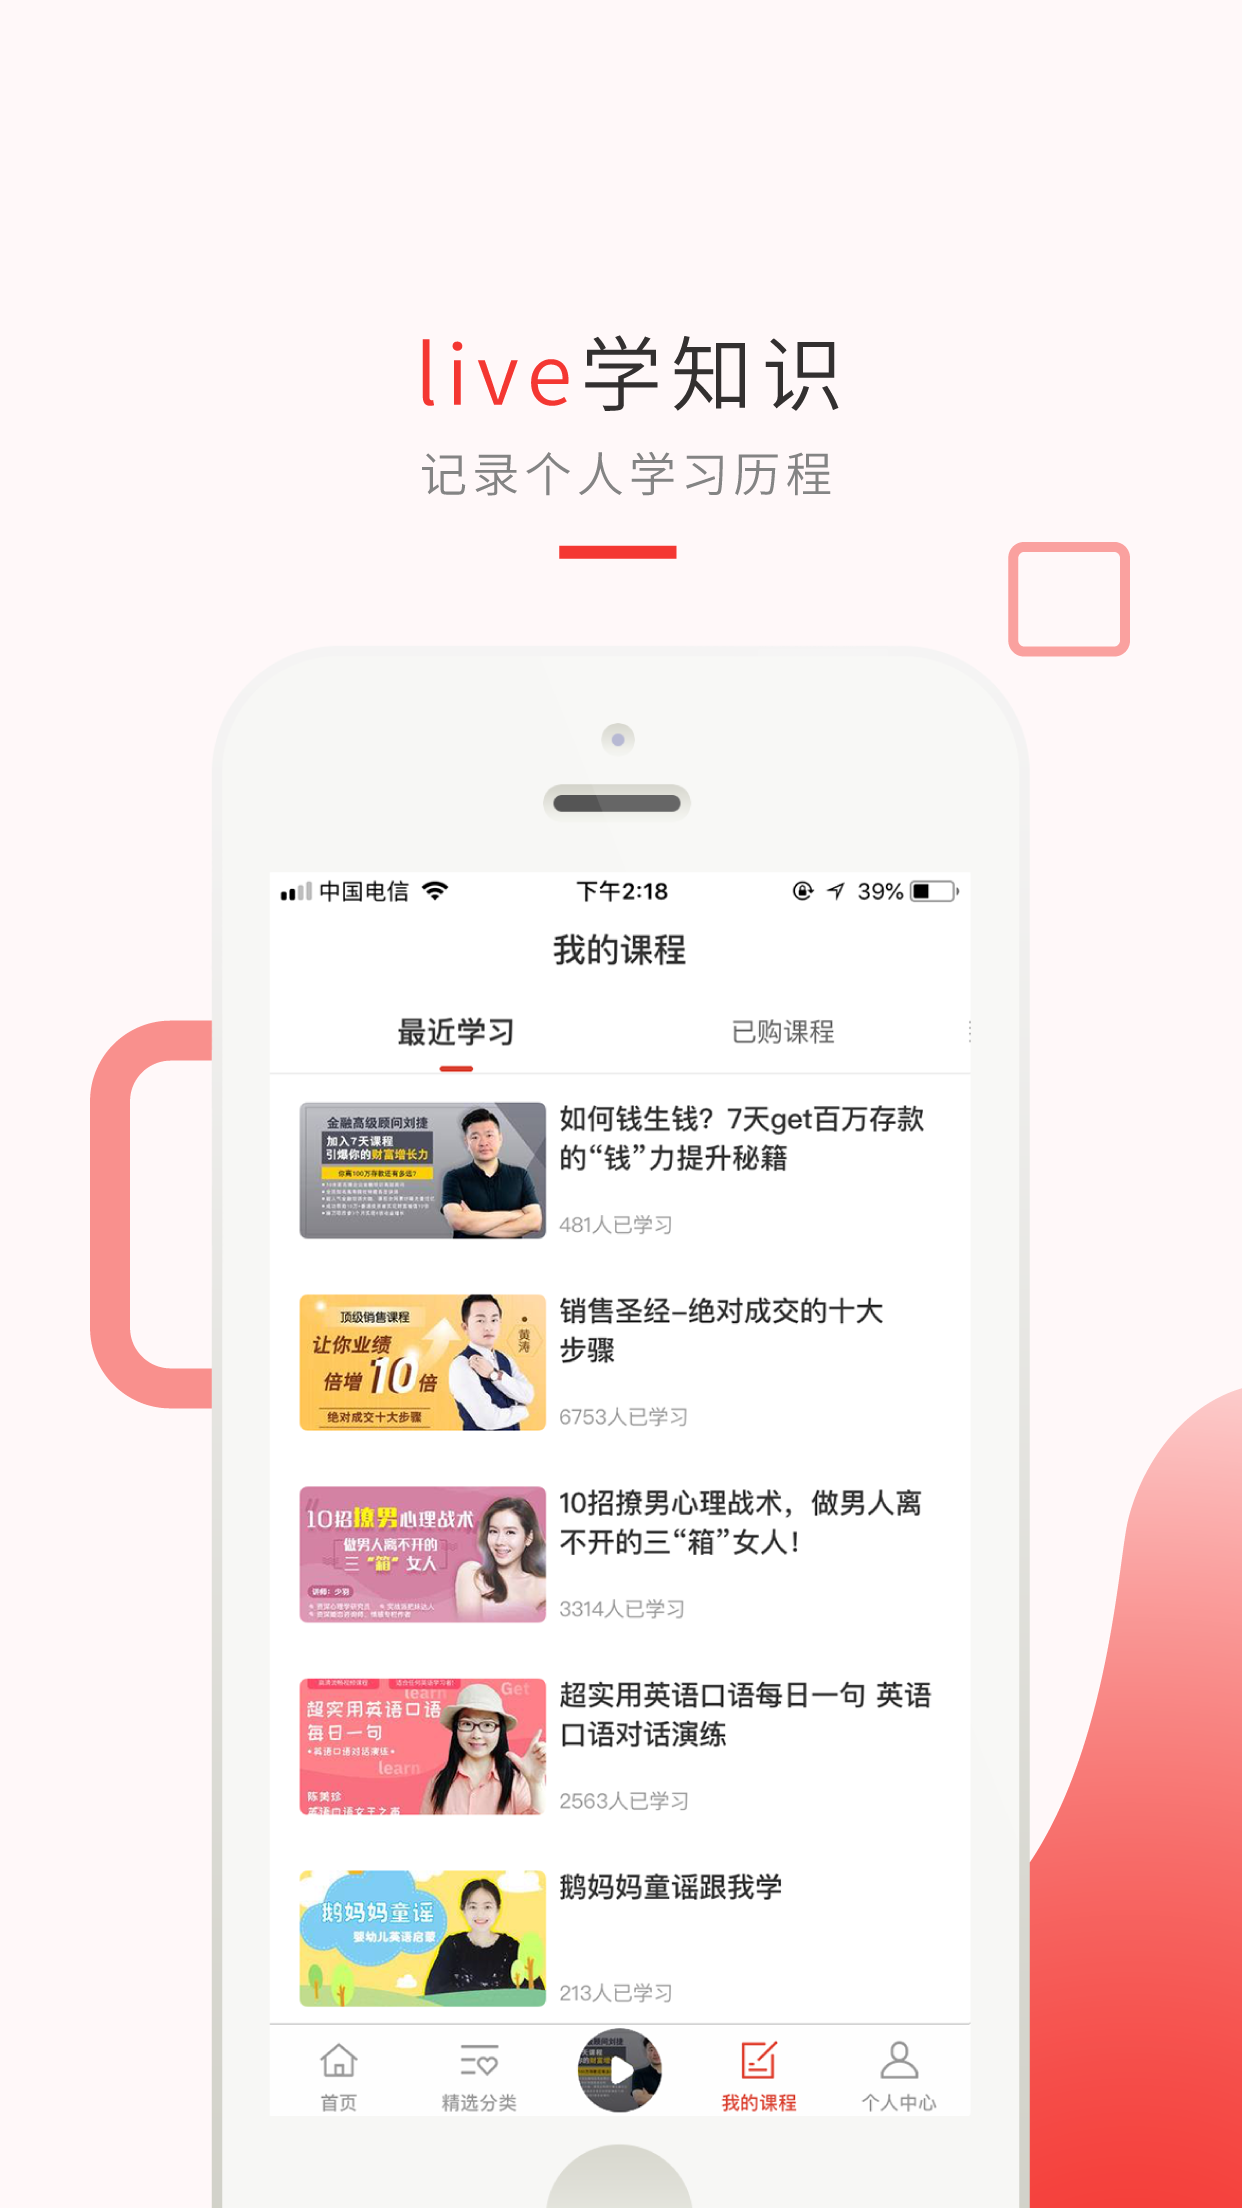 live学知识
记录个人学习历程
中国电信
下午2:18
39%
我的课程
最近学习
已购课程
金融高级顾问刘捷
加入7天课程
引爆你的财富增长力
你离100万存款还有多远?
如何钱生钱？7天get百万存款
的“钱”力提升秘籍
481人已学习
顶级销售课程
让你业绩
倍增10倍
绝对成交十大步骤
黄涛
销售圣经-绝对成交的十大
步骤
6753人已学习
10招撩男心理战术
做男人离不开的
三“箱”女人
讲师：少羽
10招撩男心理战术，做男人离
不开的三“箱”女人！
3314人已学习
learn
Get
超实用英语口语
每日一句
•英语口语对话演练•
learn
陈美珍
超实用英语口语每日一句 英语
口语对话演练
2563人已学习
鹅妈妈童谣
婴幼儿英语启蒙
鹅妈妈童谣跟我学
213人已学习
首页
精选分类
我的课程
个人中心